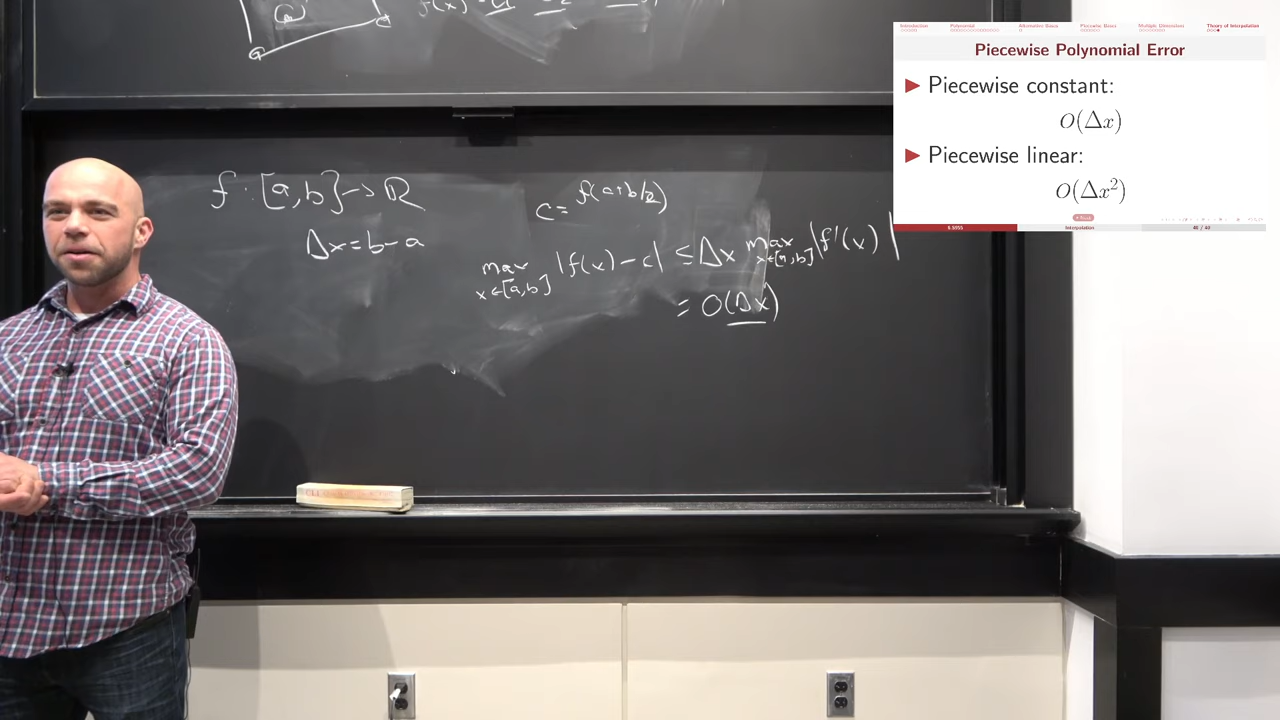 f(x)
f : [a,b] → ℝ
Δx = b - a
c = f(a+b/2)
max x∈[a,b] |f(x) - c| ≤ Δx max x∈[a,b] |f'(x)|
= O(Δx)
Introduction Polynomial Alternative Bases Piecewise Bases Multiple Dimensions Theory of Interpolation
Piecewise Polynomial Error
▶ Piecewise constant:
O(Δx)
▶ Piecewise linear:
O(Δx²)
Interpolation